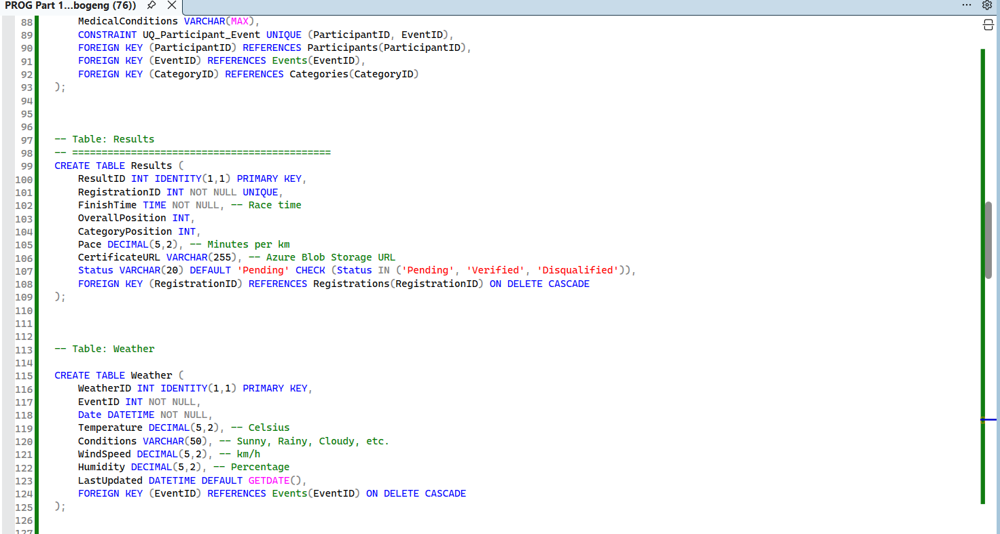 PROG Part 1...bogeng (76))
88 MedicalConditions VARCHAR(MAX),
89 CONSTRAINT UQ_Participant_Event UNIQUE (ParticipantID, EventID),
90 FOREIGN KEY (ParticipantID) REFERENCES Participants(ParticipantID),
91 FOREIGN KEY (EventID) REFERENCES Events(EventID),
92 FOREIGN KEY (CategoryID) REFERENCES Categories(CategoryID)
93 );
94
95
96
97 -- Table: Results
98 -- ============================================
99 CREATE TABLE Results (
100 ResultID INT IDENTITY(1,1) PRIMARY KEY,
101 RegistrationID INT NOT NULL UNIQUE,
102 FinishTime TIME NOT NULL, -- Race time
103 OverallPosition INT,
104 CategoryPosition INT,
105 Pace DECIMAL(5,2), -- Minutes per km
106 CertificateURL VARCHAR(255), -- Azure Blob Storage URL
107 Status VARCHAR(20) DEFAULT 'Pending' CHECK (Status IN ('Pending', 'Verified', 'Disqualified')),
108 FOREIGN KEY (RegistrationID) REFERENCES Registrations(RegistrationID) ON DELETE CASCADE
109 );
110
111
112
113 -- Table: Weather
114
115 CREATE TABLE Weather (
116 WeatherID INT IDENTITY(1,1) PRIMARY KEY,
117 EventID INT NOT NULL,
118 Date DATETIME NOT NULL,
119 Temperature DECIMAL(5,2), -- Celsius
120 Conditions VARCHAR(50), -- Sunny, Rainy, Cloudy, etc.
121 WindSpeed DECIMAL(5,2), -- km/h
122 Humidity DECIMAL(5,2), -- Percentage
123 LastUpdated DATETIME DEFAULT GETDATE(),
124 FOREIGN KEY (EventID) REFERENCES Events(EventID) ON DELETE CASCADE
125 );
126
127